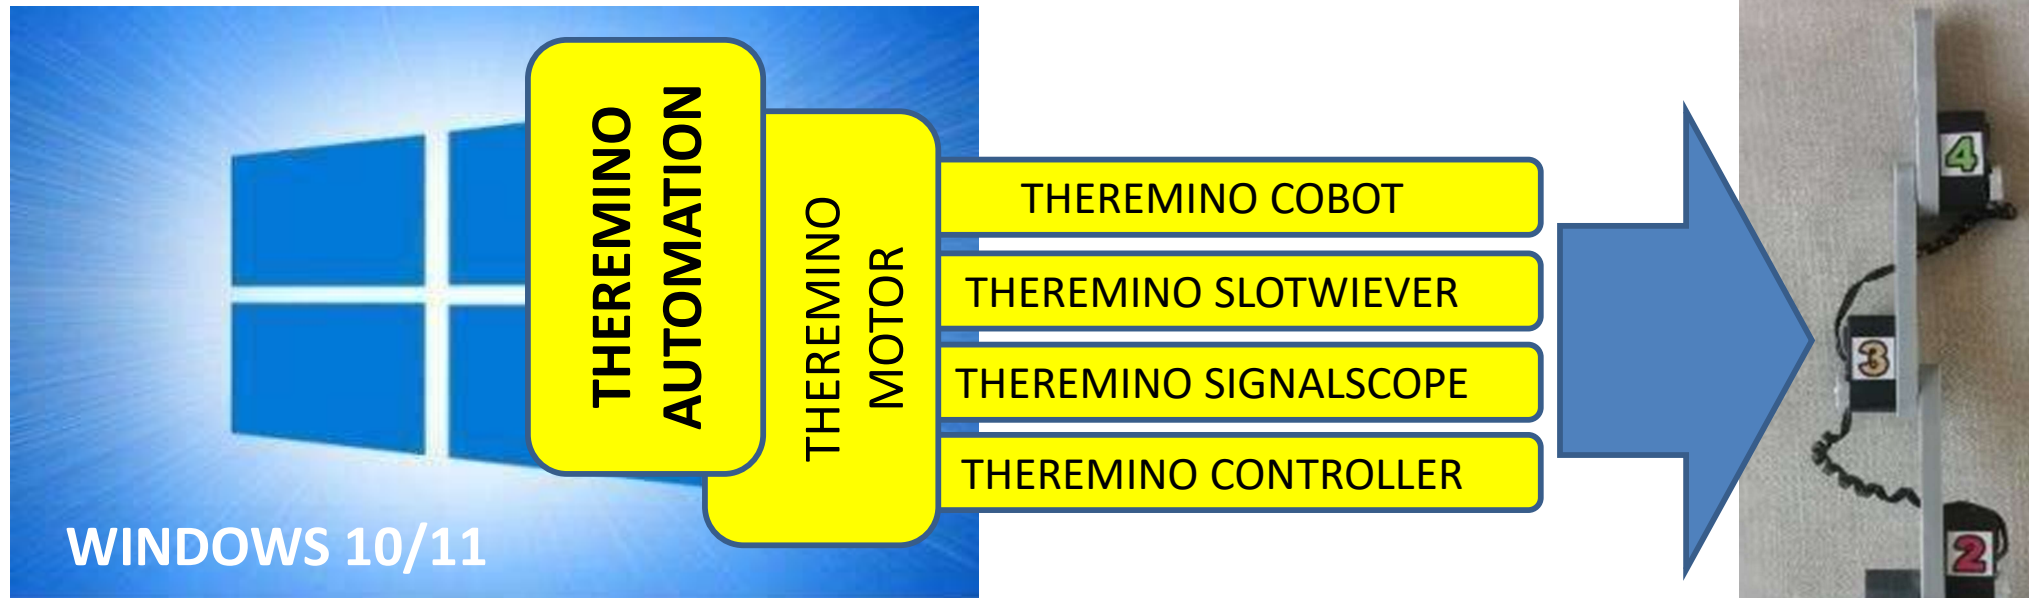 THEREMINO
AUTOMATION
THEREMINO
MOTOR
THEREMINO COBOT
THEREMINO SLOTWIEVER
THEREMINO SIGNALSCOPE
THEREMINO CONTROLLER
WINDOWS 10/11
4
3
2